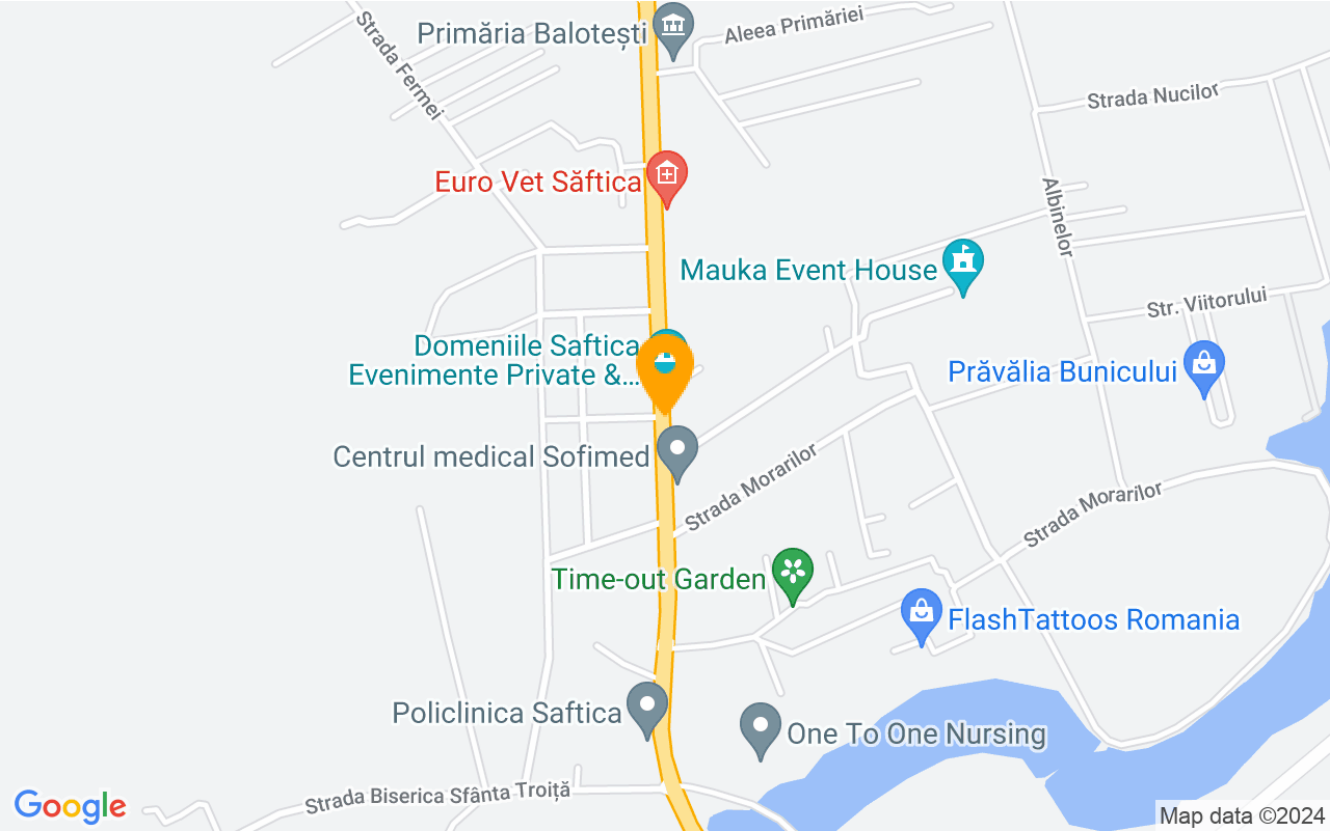 Primăria Balotești
Aleea Primăriei
Strada Fermei
Strada Nucilor
Euro Vet Săftica
Albinelor
Mauka Event House
Str. Viitorului
Domeniile Saftica
Evenimente Private &...
Prăvălia Bunicului
Centrul medical Sofimed
Strada Morarilor
Strada Morarilor
Time-out Garden
FlashTattoos Romania
Policlinica Saftica
One To One Nursing
Strada Biserica Sfânta Troiță
Google
Map data ©2024